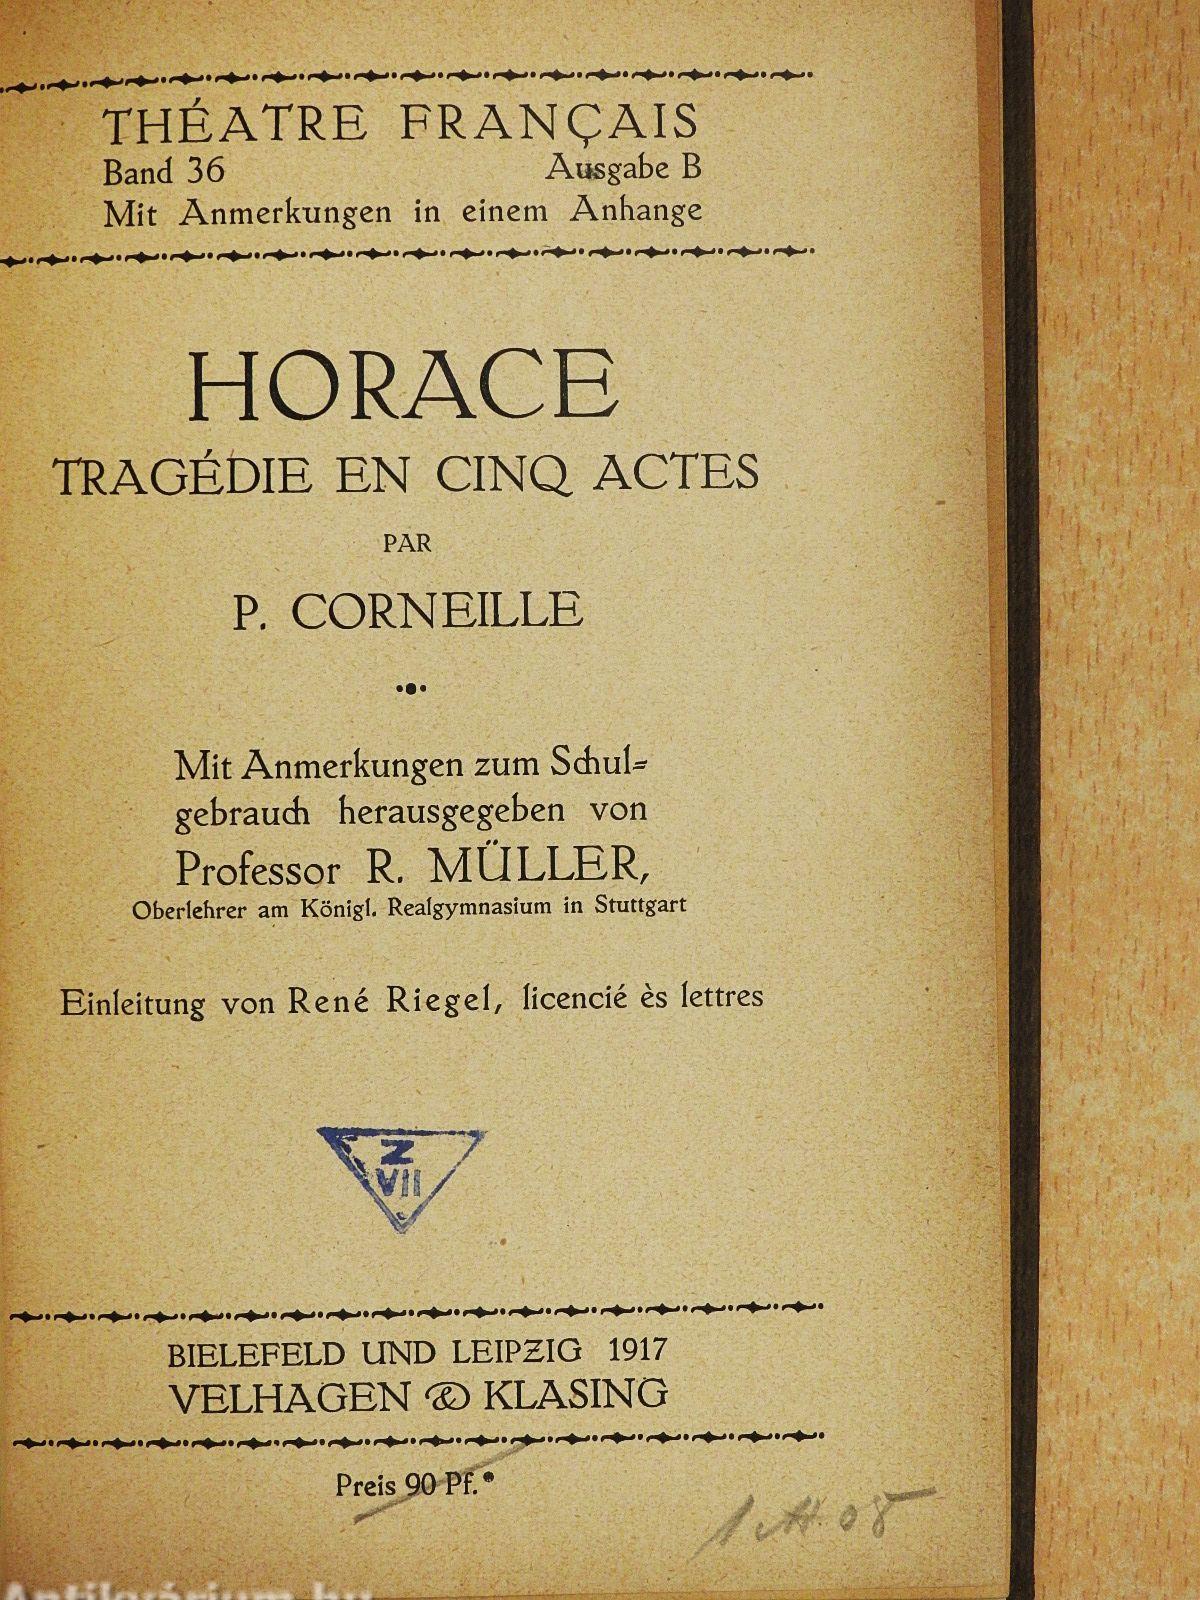 THÉATRE FRANÇAIS
Band 36 Ausgabe B
Mit Anmerkungen in einem Anhange
HORACE
TRAGÉDIE EN CINQ ACTES
PAR
P. CORNEILLE
Mit Anmerkungen zum Schul=
gebrauch herausgegeben von
Professor R. MÜLLER,
Oberlehrer am Königl. Realgymnasium in Stuttgart
Einleitung von René Riegel, licencié ès lettres
Z
VII
BIELEFELD UND LEIPZIG 1917
VELHAGEN & KLASING
Preis 90 Pf.
Antikvárium.hu